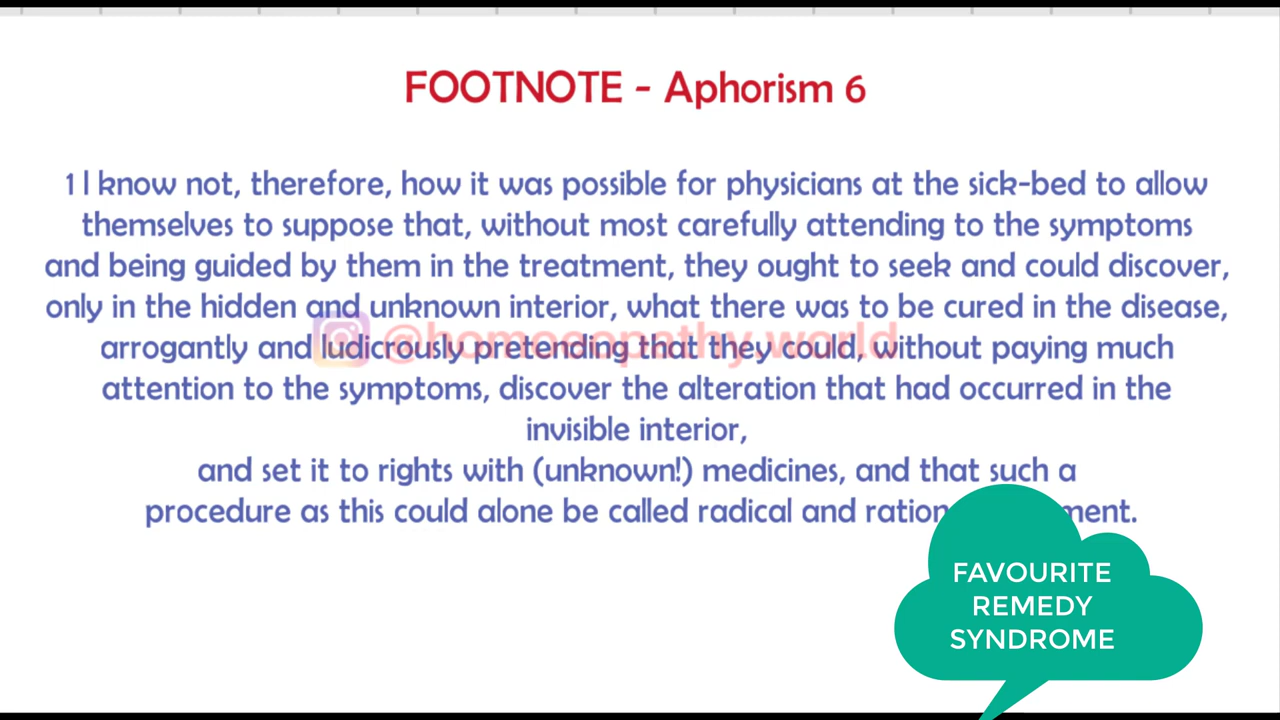 FOOTNOTE - Aphorism 6
1 I know not, therefore, how it was possible for physicians at the sick-bed to allow
themselves to suppose that, without most carefully attending to the symptoms
and being guided by them in the treatment, they ought to seek and could discover,
only in the hidden and unknown interior, what there was to be cured in the disease,
@homoeopathy.world
arrogantly and ludicrously pretending that they could, without paying much
attention to the symptoms, discover the alteration that had occurred in the
invisible interior,
and set it to rights with (unknown!) medicines, and that such a
procedure as this could alone be called radical and
FAVOURITE
REMEDY
SYNDROME